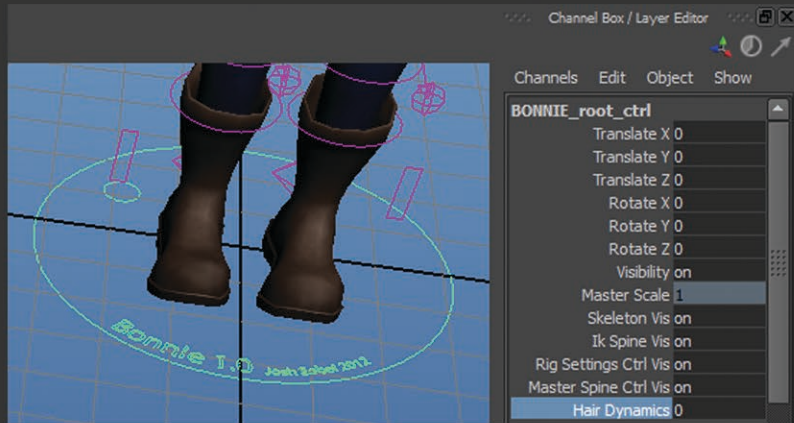 Channel Box / Layer Editor
Channels Edit Object Show
BONNIE_root_ctrl
Translate X 0
Translate Y 0
Translate Z 0
Rotate X 0
Rotate Y 0
Rotate Z 0
Visibility on
Master Scale 1
Skeleton Vis on
Ik Spine Vis on
Rig Settings Ctrl Vis on
Master Spine Ctrl Vis on
Hair Dynamics 0
Bonnie 1.0 Josh Sobel 2012